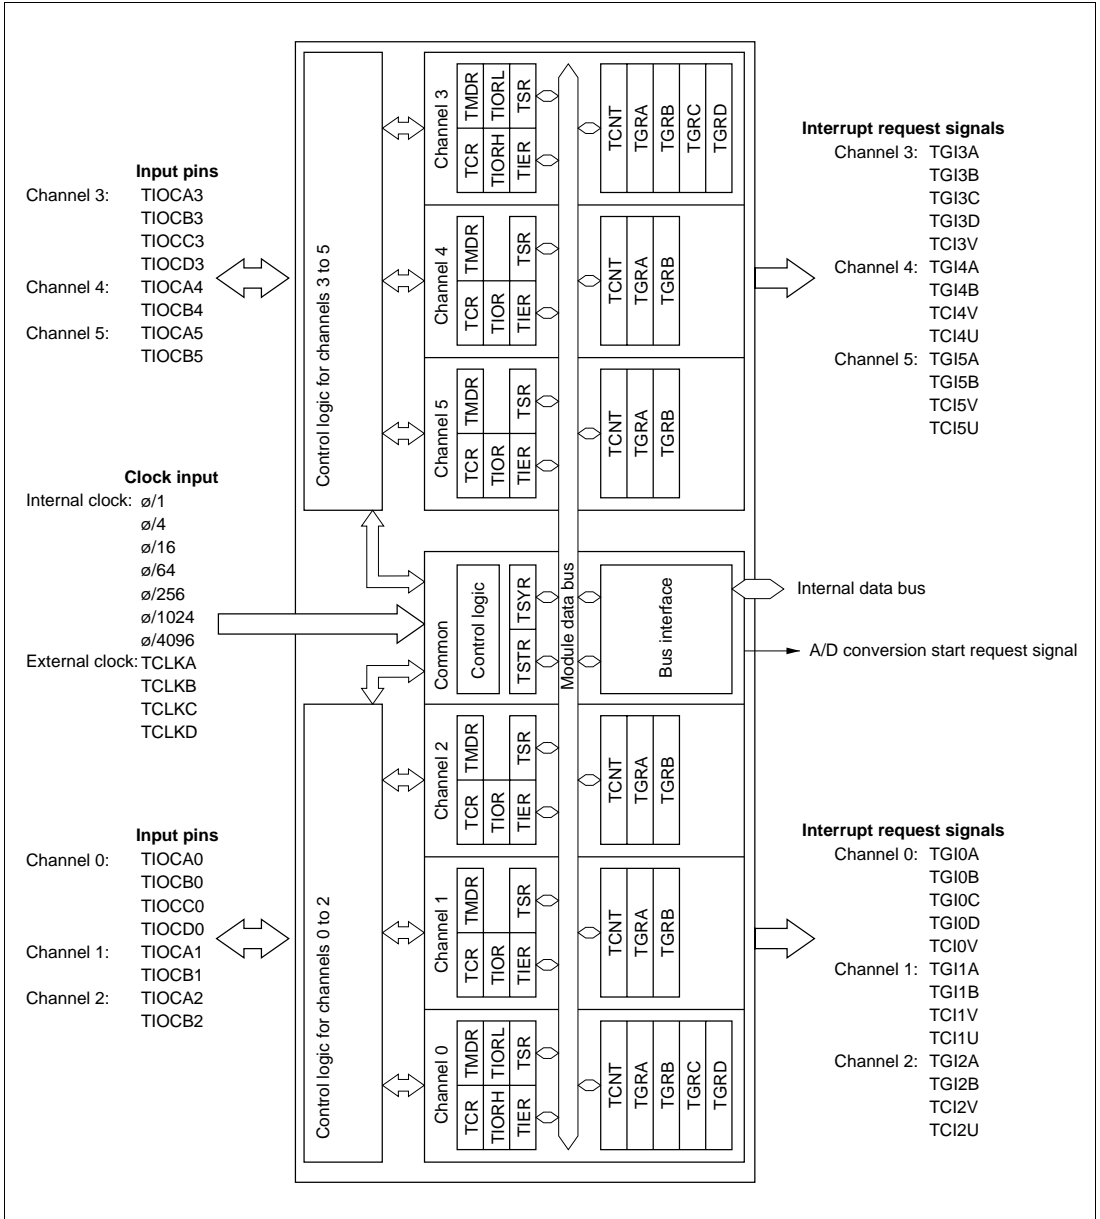 Input pins
Channel 3: TIOCA3
TIOCB3
TIOCC3
TIOCD3
Channel 4: TIOCA4
TIOCB4
Channel 5: TIOCA5
TIOCB5
Clock input
Internal clock: ø/1
ø/4
ø/16
ø/64
ø/256
ø/1024
ø/4096
External clock: TCLKA
TCLKB
TCLKC
TCLKD
Input pins
Channel 0: TIOCA0
TIOCB0
TIOCC0
TIOCD0
Channel 1: TIOCA1
TIOCB1
Channel 2: TIOCA2
TIOCB2
Control logic for channels 3 to 5
Control logic for channels 0 to 2
Channel 3
TCR TMDR
TIORH TIORL
TIER TSR
TCNT
TGRA
TGRB
TGRC
TGRD
Channel 4
TCR TMDR
TIOR
TIER TSR
TCNT
TGRA
TGRB
Channel 5
TCR TMDR
TIOR
TIER TSR
TCNT
TGRA
TGRB
Common
Control logic
TSTR TSYR
Module data bus
Bus interface
Channel 2
TCR TMDR
TIOR
TIER TSR
TCNT
TGRA
TGRB
Channel 1
TCR TMDR
TIOR
TIER TSR
TCNT
TGRA
TGRB
Channel 0
TCR TMDR
TIORH TIORL
TIER TSR
TCNT
TGRA
TGRB
TGRC
TGRD
Interrupt request signals
Channel 3: TGI3A
TGI3B
TGI3C
TGI3D
TCI3V
Channel 4: TGI4A
TGI4B
TCI4V
TCI4U
Channel 5: TGI5A
TGI5B
TCI5V
TCI5U
Internal data bus
A/D conversion start request signal
Interrupt request signals
Channel 0: TGI0A
TGI0B
TGI0C
TGI0D
TCI0V
Channel 1: TGI1A
TGI1B
TCI1V
TCI1U
Channel 2: TGI2A
TGI2B
TCI2V
TCI2U